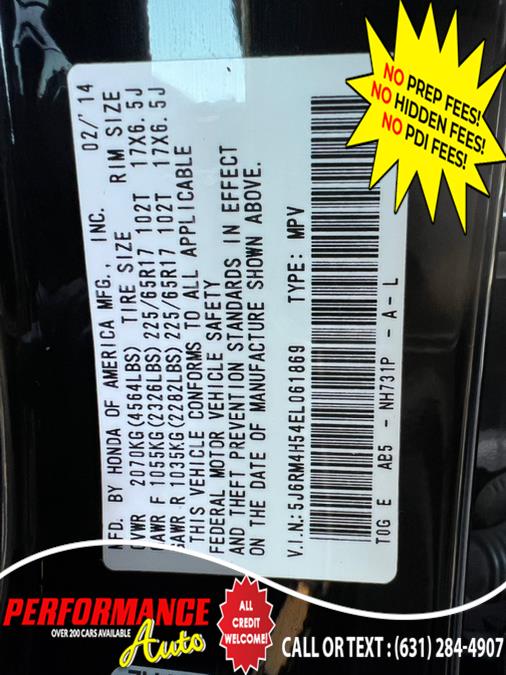 MFD. BY HONDA OF AMERICA MFG., INC. 02/'14
GVWR 2070KG(4564LBS) TIRE SIZE RIM SIZE
GAWR F 1055KG(2326LBS) 225/65R17 102T 17X6.5J
GAWR R 1035KG(2282LBS) 225/65R17 102T 17X6.5J
THIS VEHICLE CONFORMS TO ALL APPLICABLE
FEDERAL MOTOR VEHICLE SAFETY
AND THEFT PREVENTION STANDARDS IN EFFECT
ON THE DATE OF MANUFACTURE SHOWN ABOVE.
V.I.N:5J6RM4H54EL061869 TYPE: MPV
T0G E AB5 - NH731P - A - L
NO PREP FEES!
NO HIDDEN FEES!
NO PDI FEES!
PERFORMANCE
OVER 200 CARS AVAILABLE
Auto
ALL
CREDIT
WELCOME!
CALL OR TEXT : (631) 284-4907